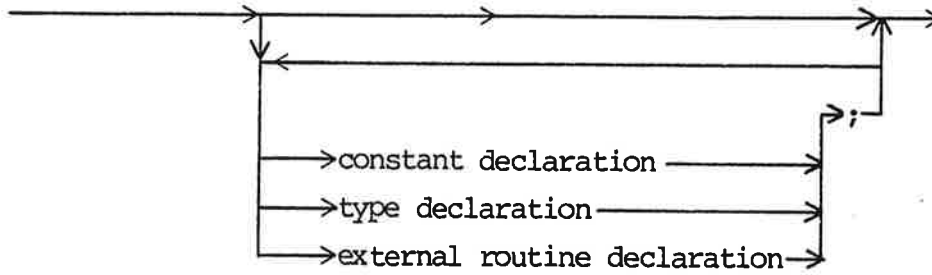 ;
constant declaration
type declaration
external routine declaration